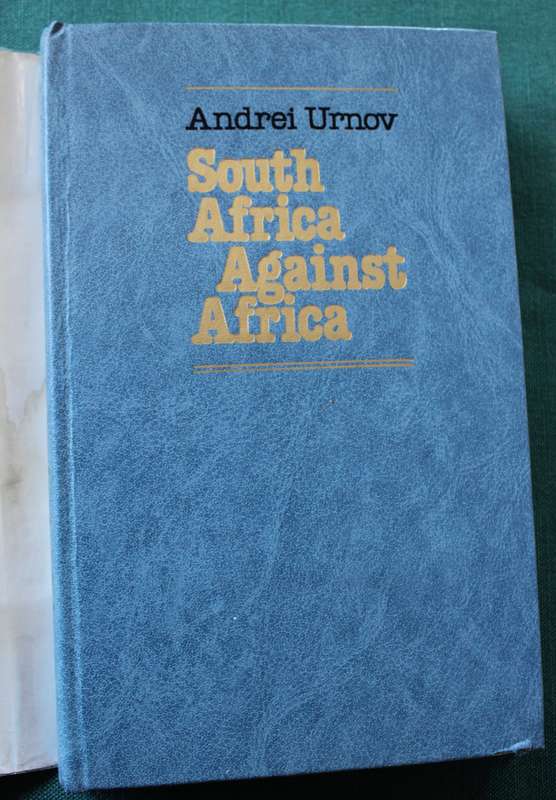 Andrei Urnov
South
Africa
Against
Africa